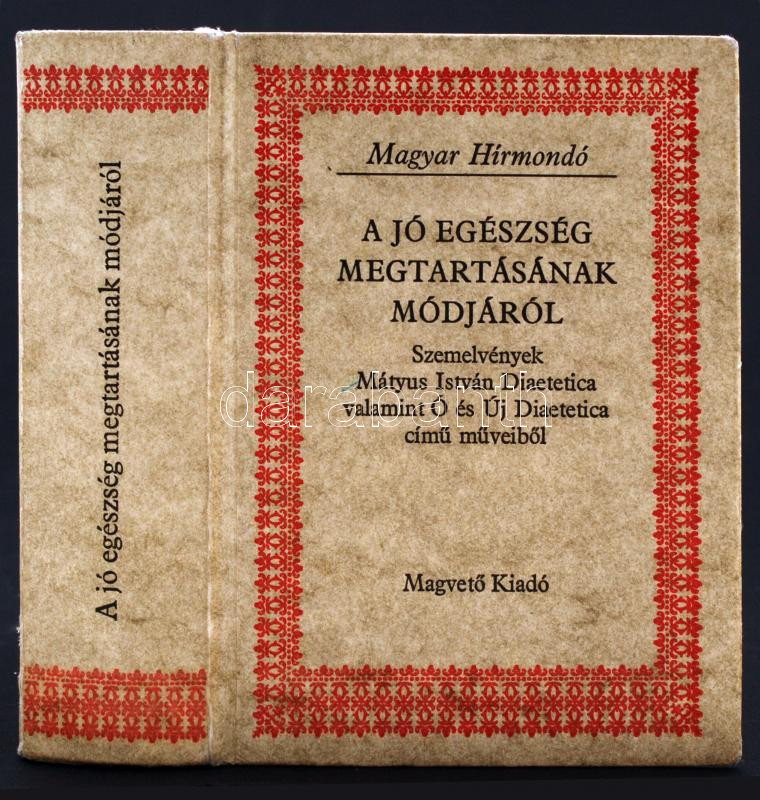 A jó egészség megtartásának módjáról
Magyar Hírmondó
A JÓ EGÉSZSÉG
MEGTARTÁSÁNAK
MÓDJÁRÓL
Szemelvények
Mátyus István Diaetetica
valamint Ó és Új Diaetetica
című műveiből
Magvető Kiadó
darabanth